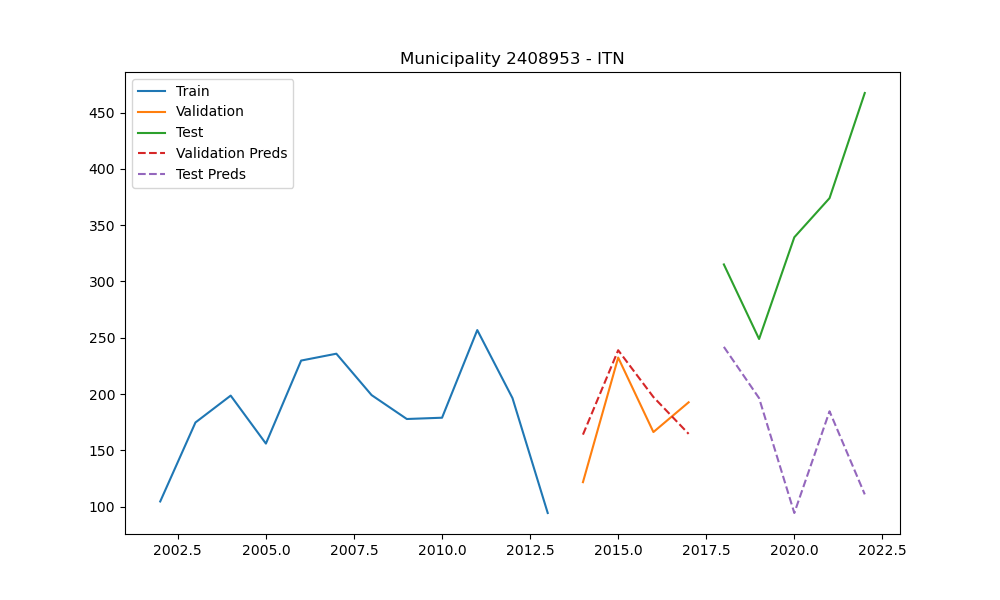 Municipality 2408953 - ITN
Train
Validation
Test
Validation Preds
Test Preds
450
400
350
300
250
200
150
100
2002.5 2005.0 2007.5 2010.0 2012.5 2015.0 2017.5 2020.0 2022.5